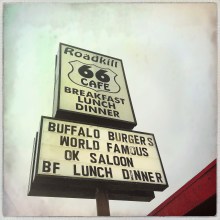 Roadkill
66
CAFE
BREAKFAST
LUNCH
DINNER
BUFFALO BURGERS
WORLD FAMOUS
OK SALOON
BF LUNCH DINNER